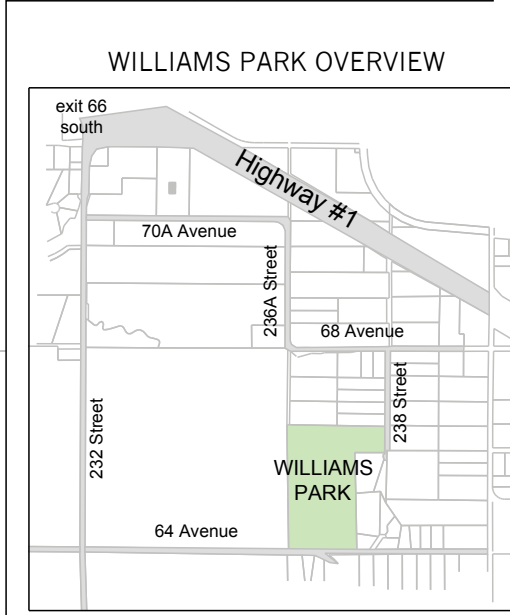 WILLIAMS PARK OVERVIEW
exit 66
south
Highway #1
70A Avenue
236A Street
68 Avenue
238 Street
232 Street
WILLIAMS
PARK
64 Avenue